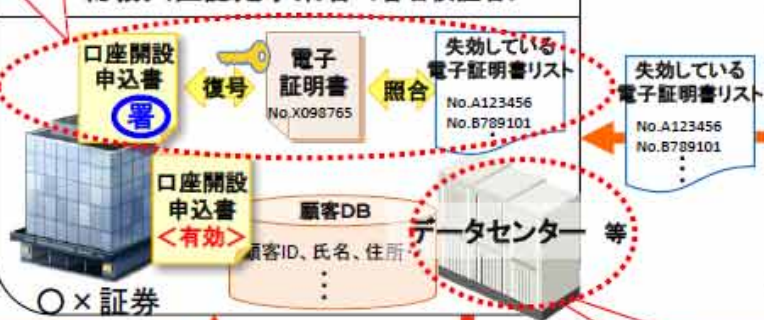 口座開設
申込書
署
復号
電子
証明書
No.X098765
照合
失効している
電子証明書リスト
No.A123456
No.B789101
失効している
電子証明書リスト
No.A123456
No.B789101
口座開設
申込書
<有効>
顧客DB
顧客ID、氏名、住所
データセンター 等
○×証券